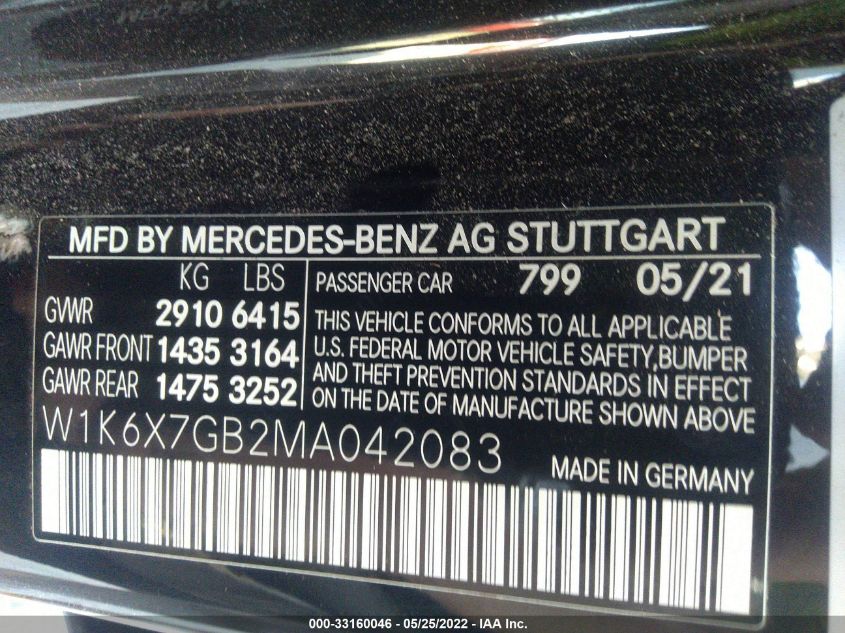 MFD BY MERCEDES-BENZ AG STUTTGART
KG LBS
GVWR 2910 6415
GAWR FRONT 1435 3164
GAWR REAR 1475 3252
PASSENGER CAR 799 05/21
THIS VEHICLE CONFORMS TO ALL APPLICABLE
U.S. FEDERAL MOTOR VEHICLE SAFETY,BUMPER
AND THEFT PREVENTION STANDARDS IN EFFECT
ON THE DATE OF MANUFACTURE SHOWN ABOVE
W1K6X7GB2MA042083
MADE IN GERMANY
000-33160046 - 05/25/2022 - IAA Inc.